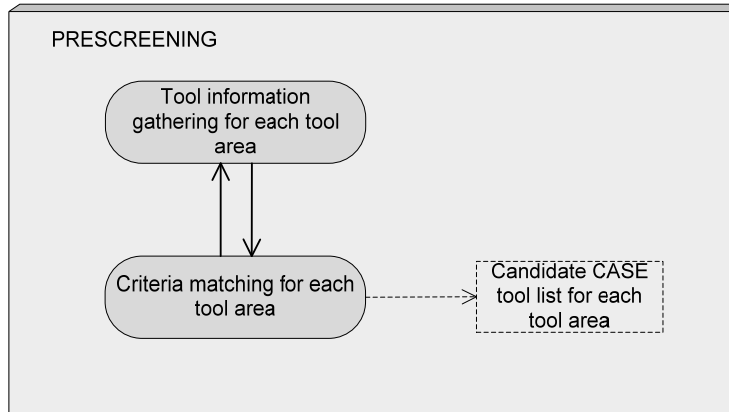 PRESCREENING
Tool information
gathering for each tool
area
Criteria matching for each
tool area
Candidate CASE
tool list for each
tool area